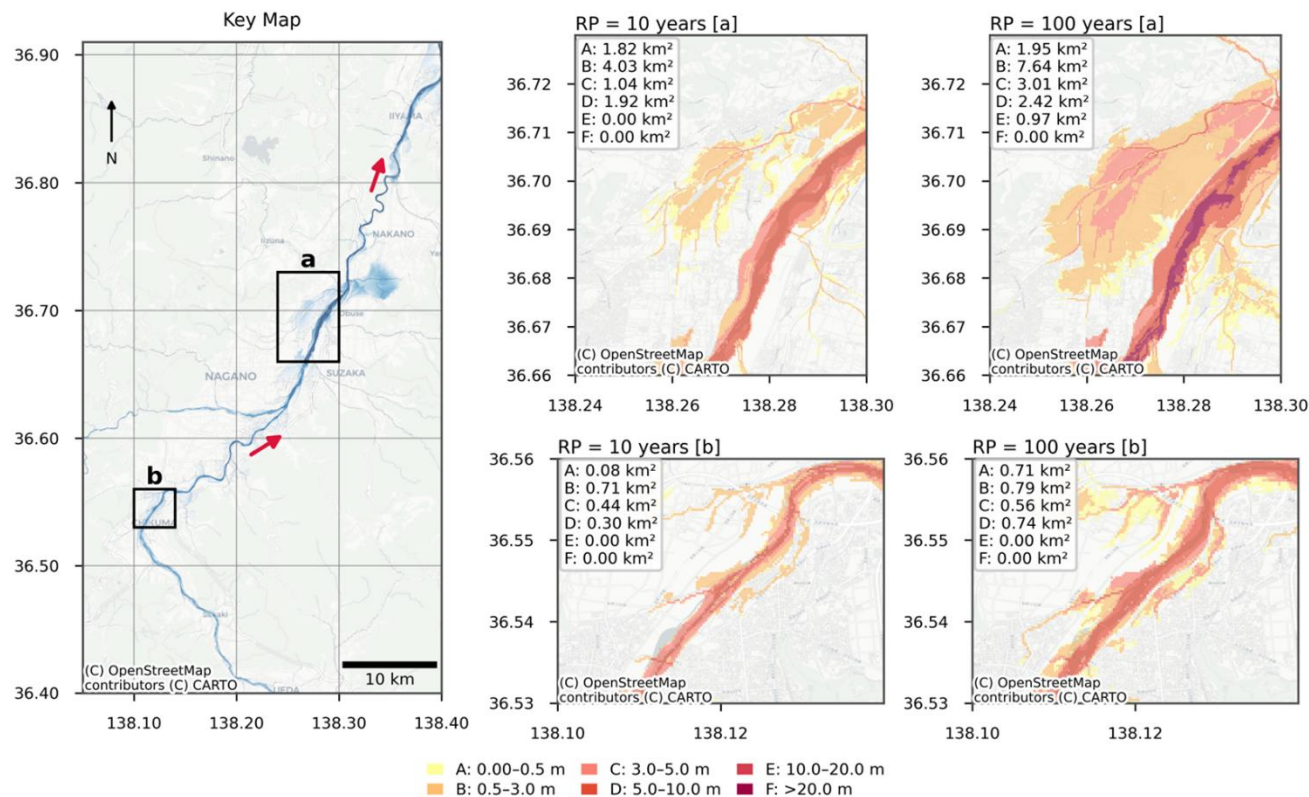 Key Map
36.90
36.80
36.70
36.60
36.50
36.40
N
IIYAMA
Shinano
Iizuna
NAKANO
a
Obuse
SUZAKA
NAGANO
b
UEDA
(C) OpenStreetMap
contributors (C) CARTO
10 km
138.10
138.20
138.30
138.40
RP = 10 years [a]
A: 1.82 km²
B: 4.03 km²
C: 1.04 km²
D: 1.92 km²
E: 0.00 km²
F: 0.00 km²
36.72
36.71
36.70
36.69
36.68
36.67
36.66
(C) OpenStreetMap
contributors (C) CARTO
138.24
138.26
138.28
138.30
RP = 100 years [a]
A: 1.95 km²
B: 7.64 km²
C: 3.01 km²
D: 2.42 km²
E: 0.97 km²
F: 0.00 km²
36.72
36.71
36.70
36.69
36.68
36.67
36.66
(C) OpenStreetMap
contributors (C) CARTO
138.24
138.26
138.28
138.30
RP = 10 years [b]
A: 0.08 km²
B: 0.71 km²
C: 0.44 km²
D: 0.30 km²
E: 0.00 km²
F: 0.00 km²
36.56
36.55
36.54
36.53
(C) OpenStreetMap
contributors (C) CARTO
138.10
138.12
RP = 100 years [b]
A: 0.71 km²
B: 0.79 km²
C: 0.56 km²
D: 0.74 km²
E: 0.00 km²
F: 0.00 km²
36.56
36.55
36.54
36.53
(C) OpenStreetMap
contributors (C) CARTO
138.10
138.12
A: 0.00–0.5 m
C: 3.0–5.0 m
E: 10.0–20.0 m
B: 0.5–3.0 m
D: 5.0–10.0 m
F: >20.0 m